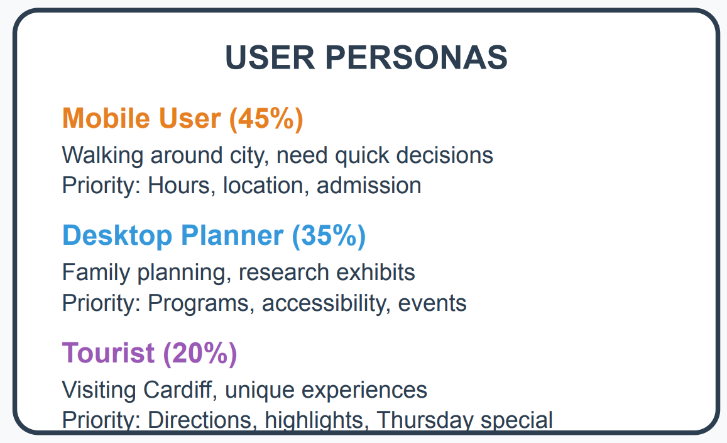 USER PERSONAS
Mobile User (45%)
Walking around city, need quick decisions
Priority: Hours, location, admission
Desktop Planner (35%)
Family planning, research exhibits
Priority: Programs, accessibility, events
Tourist (20%)
Visiting Cardiff, unique experiences
Priority: Directions, highlights, Thursday special